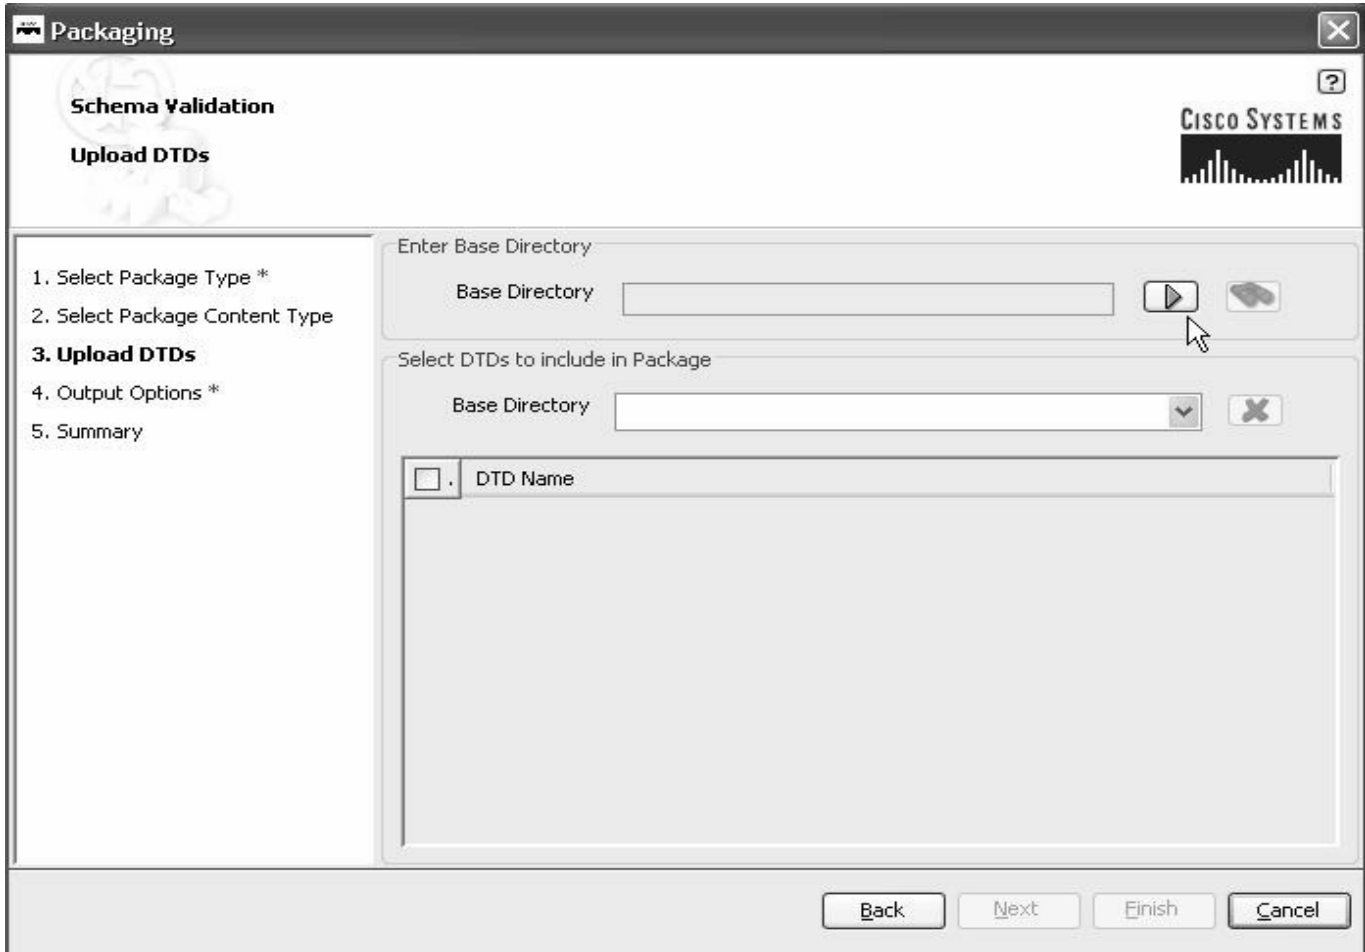 Packaging
Schema Validation
Upload DTDs
?
CISCO SYSTEMS
1. Select Package Type *
2. Select Package Content Type
3. Upload DTDs
4. Output Options *
5. Summary
Enter Base Directory
Base Directory
Select DTDs to include in Package
Base Directory
. DTD Name
Back Next Finish Cancel